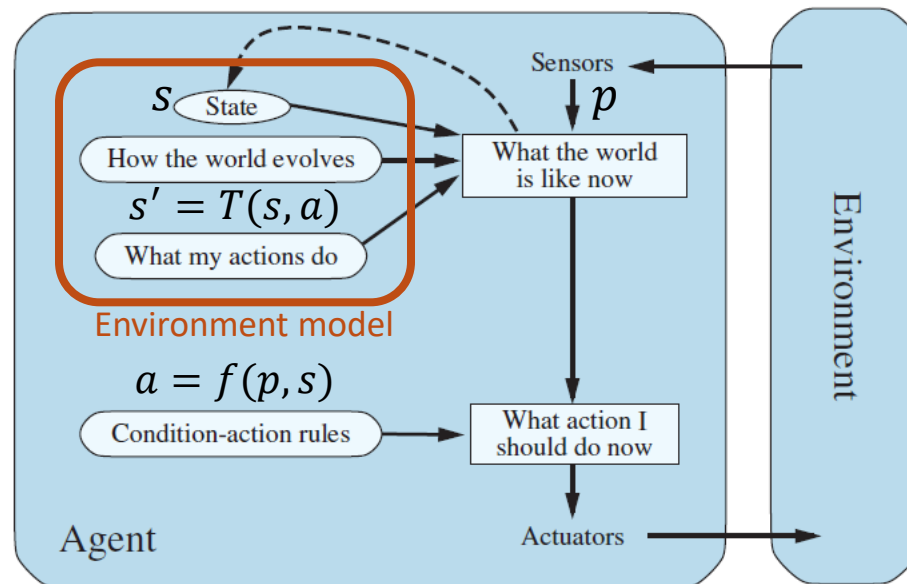 Sensors
s
State
p
How the world evolves
What the world
is like now
s′ = T(s, a)
What my actions do
Environment model
a = f(p, s)
Condition-action rules
What action I
should do now
Agent
Actuators
Environment